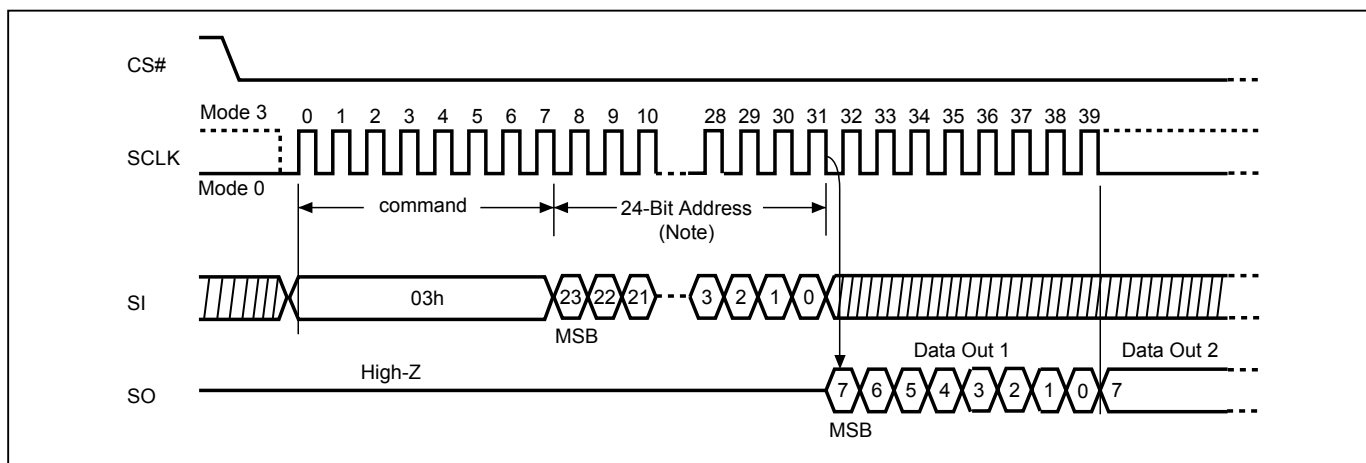 CS#
Mode 3
0 1 2 3 4 5 6 7 8 9 10 28 29 30 31 32 33 34 35 36 37 38 39
SCLK
Mode 0
command
24-Bit Address
(Note)
SI
03h
23 22 21 3 2 1 0
MSB
Data Out 1
Data Out 2
High-Z
SO
7 6 5 4 3 2 1 0 7
MSB